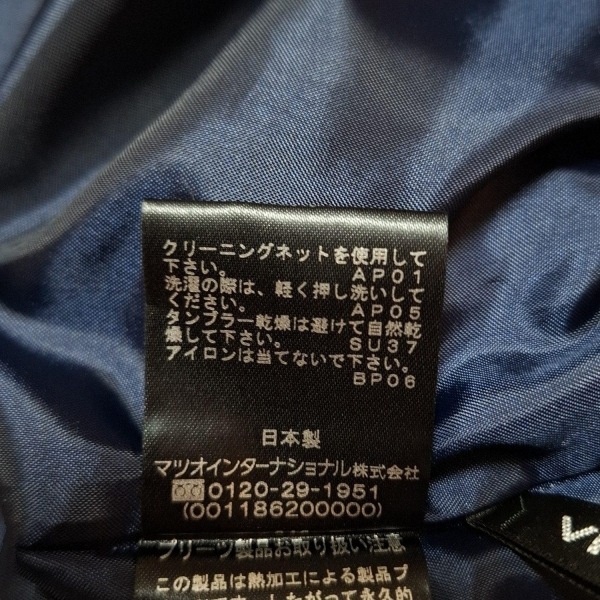 クリーニングネットを使用して
下さい。 AP01
洗濯の際は、軽く押し洗いして
ください。 AP05
タンブラー乾燥は避けて自然乾
燥して下さい。 SU37
アイロンは当てないで下さい。
BP06
日本製
マツオインターナショナル株式会社
0120-29-1951
(001186200000)
プリーツ製品お取り扱い注意
この製品は熱加工による製品プ